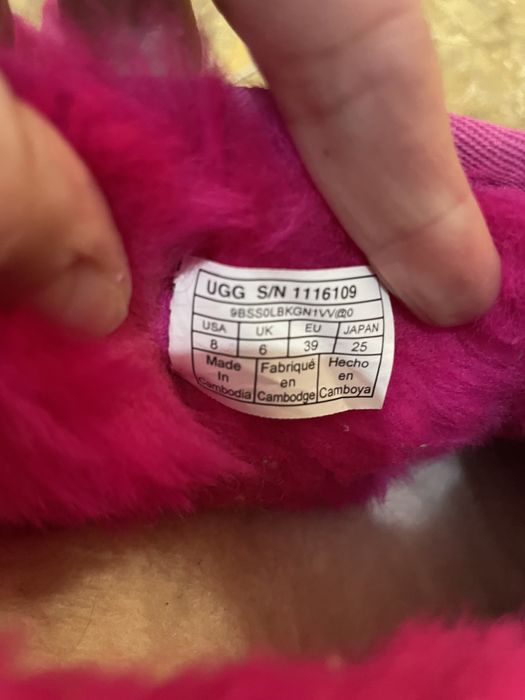 UGG S/N 1116109
9BSS0LBKGN1VV@0
USA UK EU JAPAN
8 6 39 25
Made Fabriqué Hecho
In en en
Cambodia Cambodge Camboya